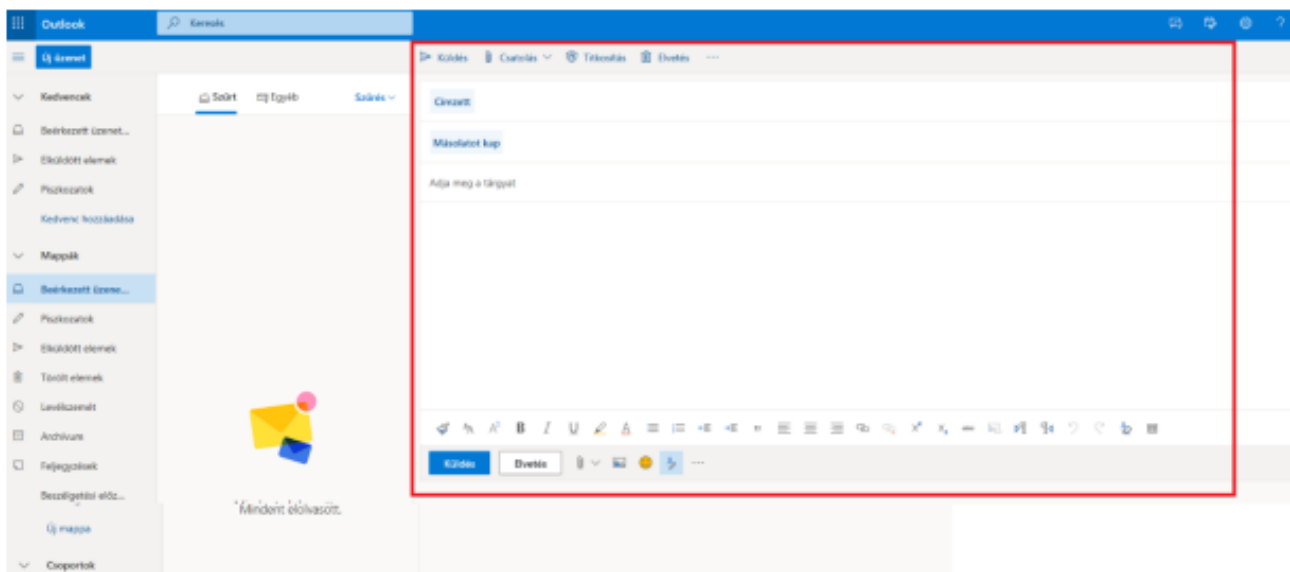 Outlook
Keresés
Új üzenet
Küldés Csatolás Titkosítás Elvetés ...
Kedvencek
Szűrt Egyéb Szűrés
Címzett
Beérkezett üzenet...
Másolatot kap
Elküldött elemek
Piszkozatok
Adja meg a tárgyat
Kedvenc hozzáadása
Mappák
Beérkezett üzene...
Piszkozatok
Elküldött elemek
Törölt elemek
Levélszemét
Archívum
Feljegyzések
Küldés Elvetés ...
Beszélgetési előz...
Mindent elolvasott.
Új mappa
Csoportok